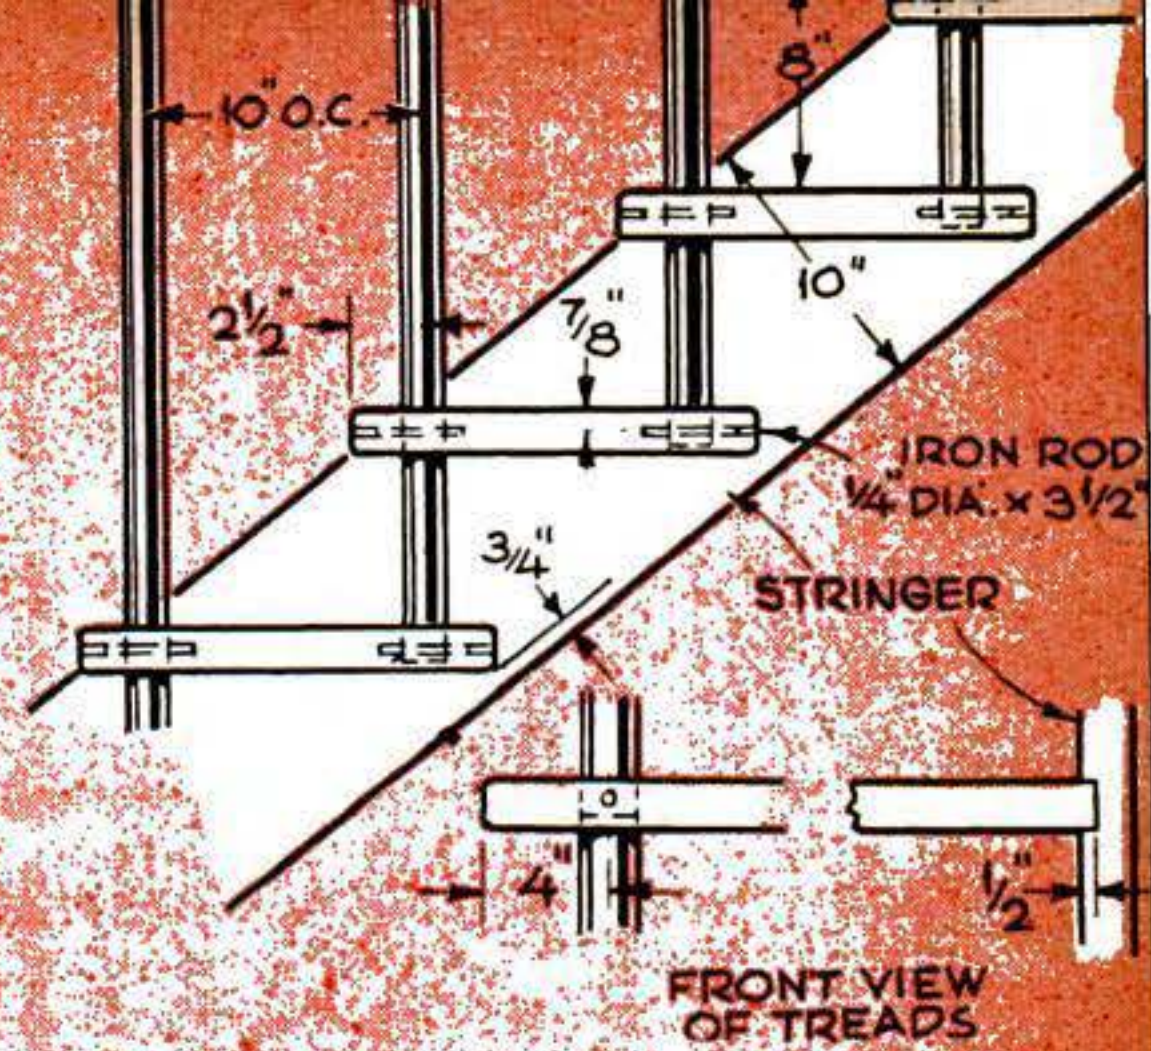 8"
10" O.C.
10"
2½"
7/8"
IRON ROD
¼" DIA. x 3½"
3/4"
STRINGER
4"
½"
FRONT VIEW
OF TREADS